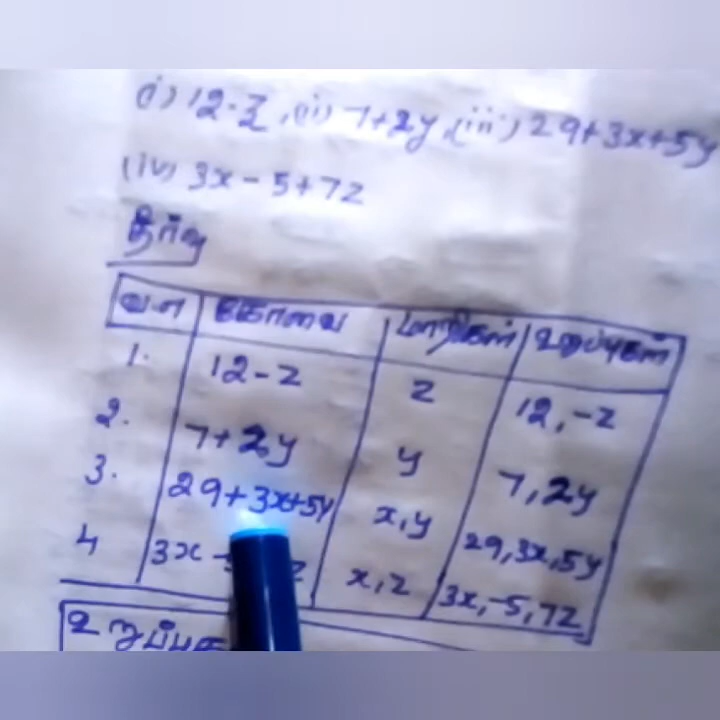 (i) 12-z, (ii) 7+2y, (iii) 29+3x+5y
(iv) 3x-5+7z
தீர்வு
வ.எ கோவை மாறிகள் உறுப்புகள்
1. 12-z z 12,-z
2. 7+2y y 7,2y
3. 29+3x+5y x,y 29,3x,5y
4 3x x,z 3x,-5,7z